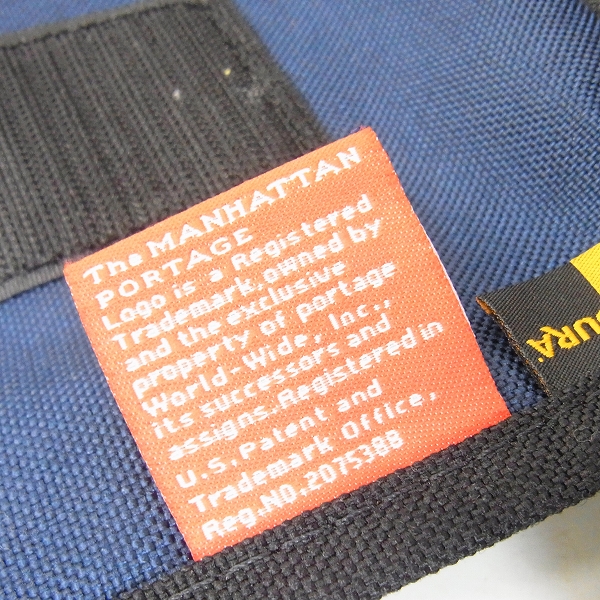 The MANHATTAN
PORTAGE
Logo is a Registered
Trademark, owned by
and the exclusive
property of portage
World-Wide, Inc.,
its successors and
assigns. Registered in
U.S. Patent and
Trademark Office,
Reg.NO.2075388
DURA